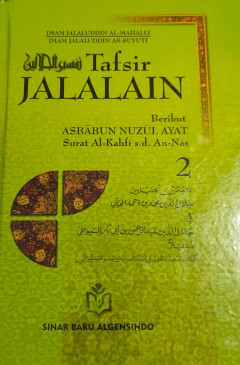 IMAM JALALUDDIN AL-MAHALLI
IMAM JALALUDDIN AS-SUYUTI
تفسير الجلالين
Tafsir
JALALAIN
Berikut
ASBABUN NUZUL AYAT
Surat Al-Kahfi s.d. An-Nas
2
SINAR BARU ALGENSINDO